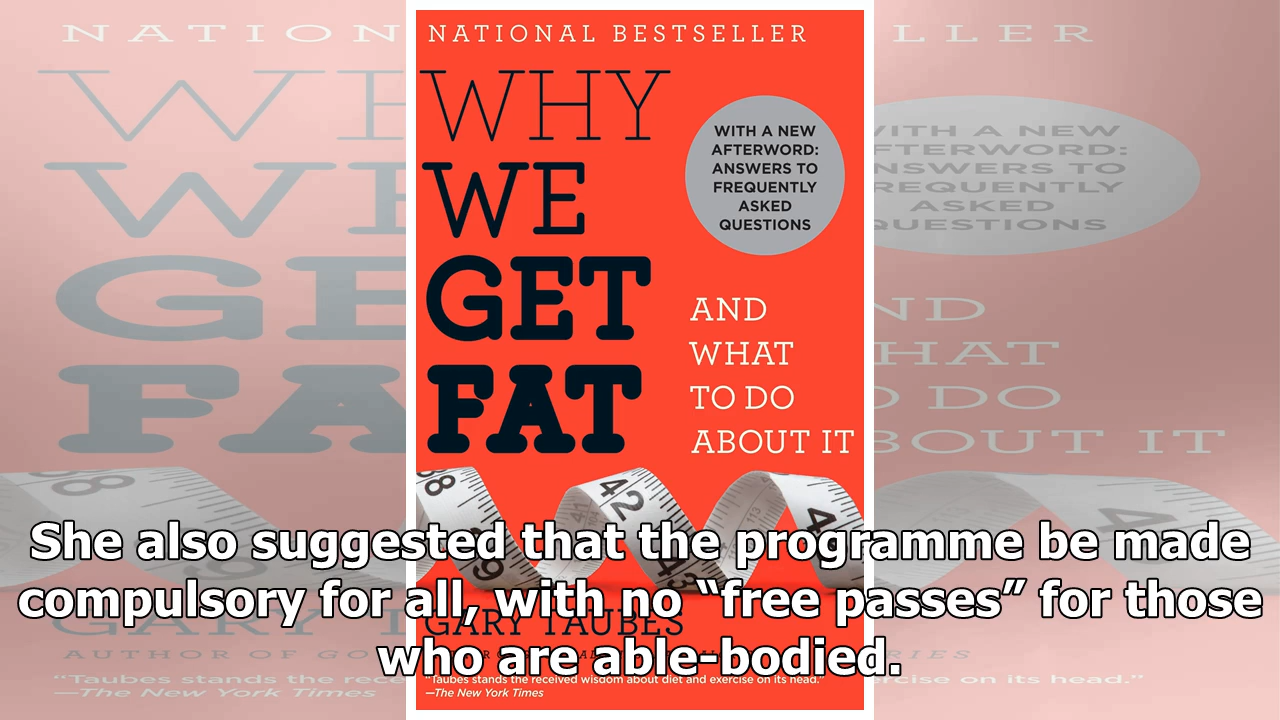 NATIONAL BESTSELLER
WHY
WE
GET
FAT
WITH A NEW
AFTERWORD:
ANSWERS TO
FREQUENTLY
ASKED
QUESTIONS
AND
WHAT
TO DO
ABOUT IT
She also suggested that the programme be made
compulsory for all, with no “free passes” for those
who are able-bodied.
GARY TAUBES
“Taubes stands the received wisdom about diet and exercise on its head.”
—The New York Times